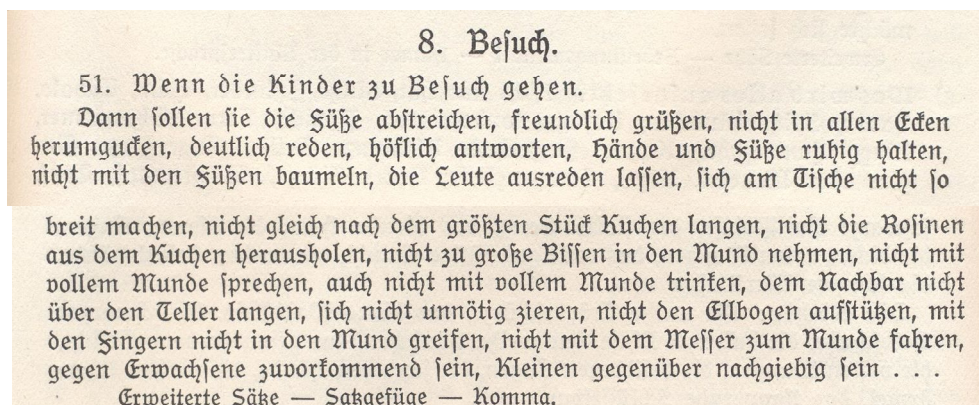 8. Besuch.
51. Wenn die Kinder zu Besuch gehen.
Dann sollen sie die Füße abstreichen, freundlich grüßen, nicht in allen Ecken
herumgucken, deutlich reden, höflich antworten, Hände und Füße ruhig halten,
nicht mit den Füßen baumeln, die Leute ausreden lassen, sich am Tische nicht so
breit machen, nicht gleich nach dem größten Stück Kuchen langen, nicht die Rosinen
aus dem Kuchen herausholen, nicht zu große Bissen in den Mund nehmen, nicht mit
vollem Munde sprechen, auch nicht mit vollem Munde trinken, dem Nachbar nicht
über den Teller langen, sich nicht unnötig zieren, nicht den Ellbogen aufstützen, mit
den Fingern nicht in den Mund greifen, nicht mit dem Messer zum Munde fahren,
gegen Erwachsene zuvorkommend sein, Kleinen gegenüber nachgiebig sein . . .
Erweiterte Sätze — Satzgefüge — Komma.